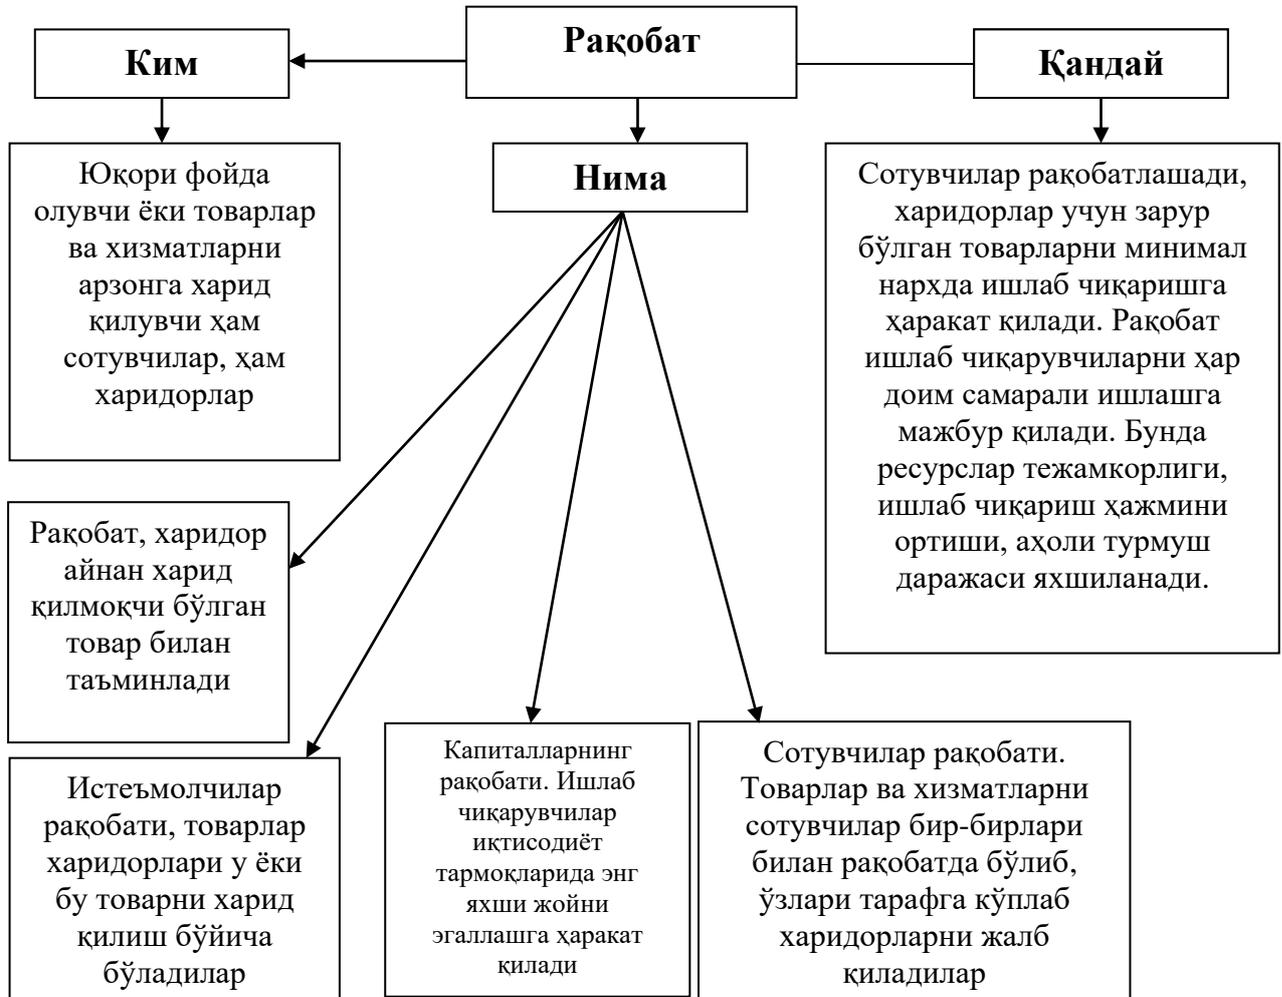 Рақобат
Ким
Қандай
Нима
Юқори фойда
олувчи ёки товарлар
ва хизматларни
арзонга харид
қилувчи ҳам
сотувчилар, ҳам
харидорлар
Сотувчилар рақобатлашади,
харидорлар учун зарур
бўлган товарларни минимал
нархда ишлаб чиқаришга
ҳаракат қилади. Рақобат
ишлаб чиқарувчиларни ҳар
доим самарали ишлашга
мажбур қилади. Бунда
ресурслар тежамкорлиги,
ишлаб чиқариш ҳажмини
ортиши, аҳоли турмуш
даражаси яхшиланади.
Рақобат, харидор
айнан харид
қилмоқчи бўлган
товар билан
таъминлади
Истеъмолчилар
рақобати, товарлар
харидорлари у ёки
бу товарни харид
қилиш бўйича
бўладилар
Капиталларнинг
рақобати. Ишлаб
чиқарувчилар
иқтисодиёт
тармоқларида энг
яхши жойни
эгаллашга ҳаракат
қилади
Сотувчилар рақобати.
Товарлар ва хизматларни
сотувчилар бир-бирлари
билан рақобатда бўлиб,
ўзлари тарафга кўплаб
харидорларни жалб
қиладилар